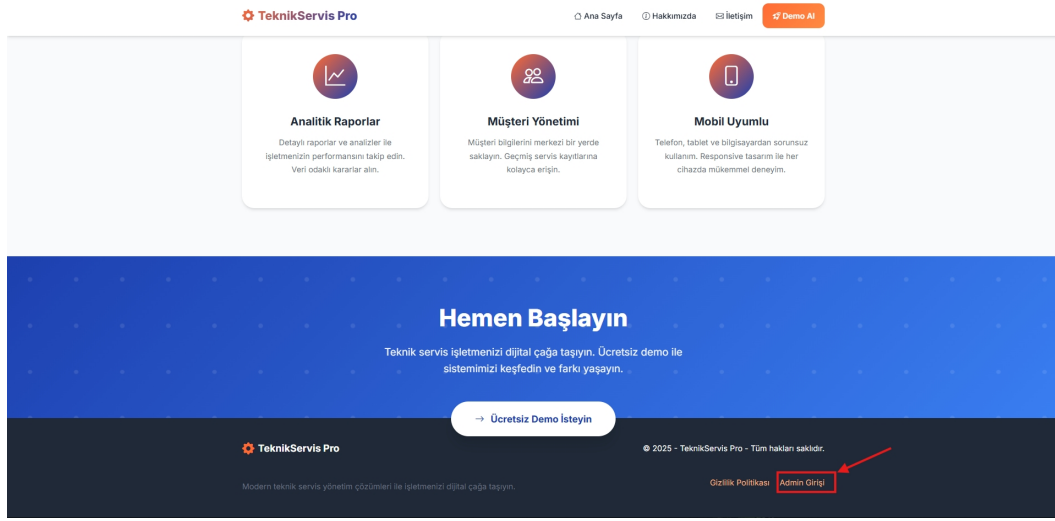 TeknikServis Pro
Ana Sayfa
Hakkımızda
İletişim
Demo Al
Analitik Raporlar
Detaylı raporlar ve analizler ile
işletmenizin performansını takip edin.
Veri odaklı kararlar alın.
Müşteri Yönetimi
Müşteri bilgilerini merkezi bir yerde
saklayın. Geçmiş servis kayıtlarına
kolayca erişin.
Mobil Uyumlu
Telefon, tablet ve bilgisayardan sorunsuz
kullanım. Responsive tasarım ile her
cihazda mükemmel deneyim.
Hemen Başlayın
Teknik servis işletmenizi dijital çağa taşıyın. Ücretsiz demo ile
sistemimizi keşfedin ve farkı yaşayın.
→ Ücretsiz Demo İsteyin
TeknikServis Pro
© 2025 - TeknikServis Pro - Tüm hakları saklıdır.
Modern teknik servis yönetim çözümleri ile işletmenizi dijital çağa taşıyın.
Gizlilik Politikası
Admin Girişi